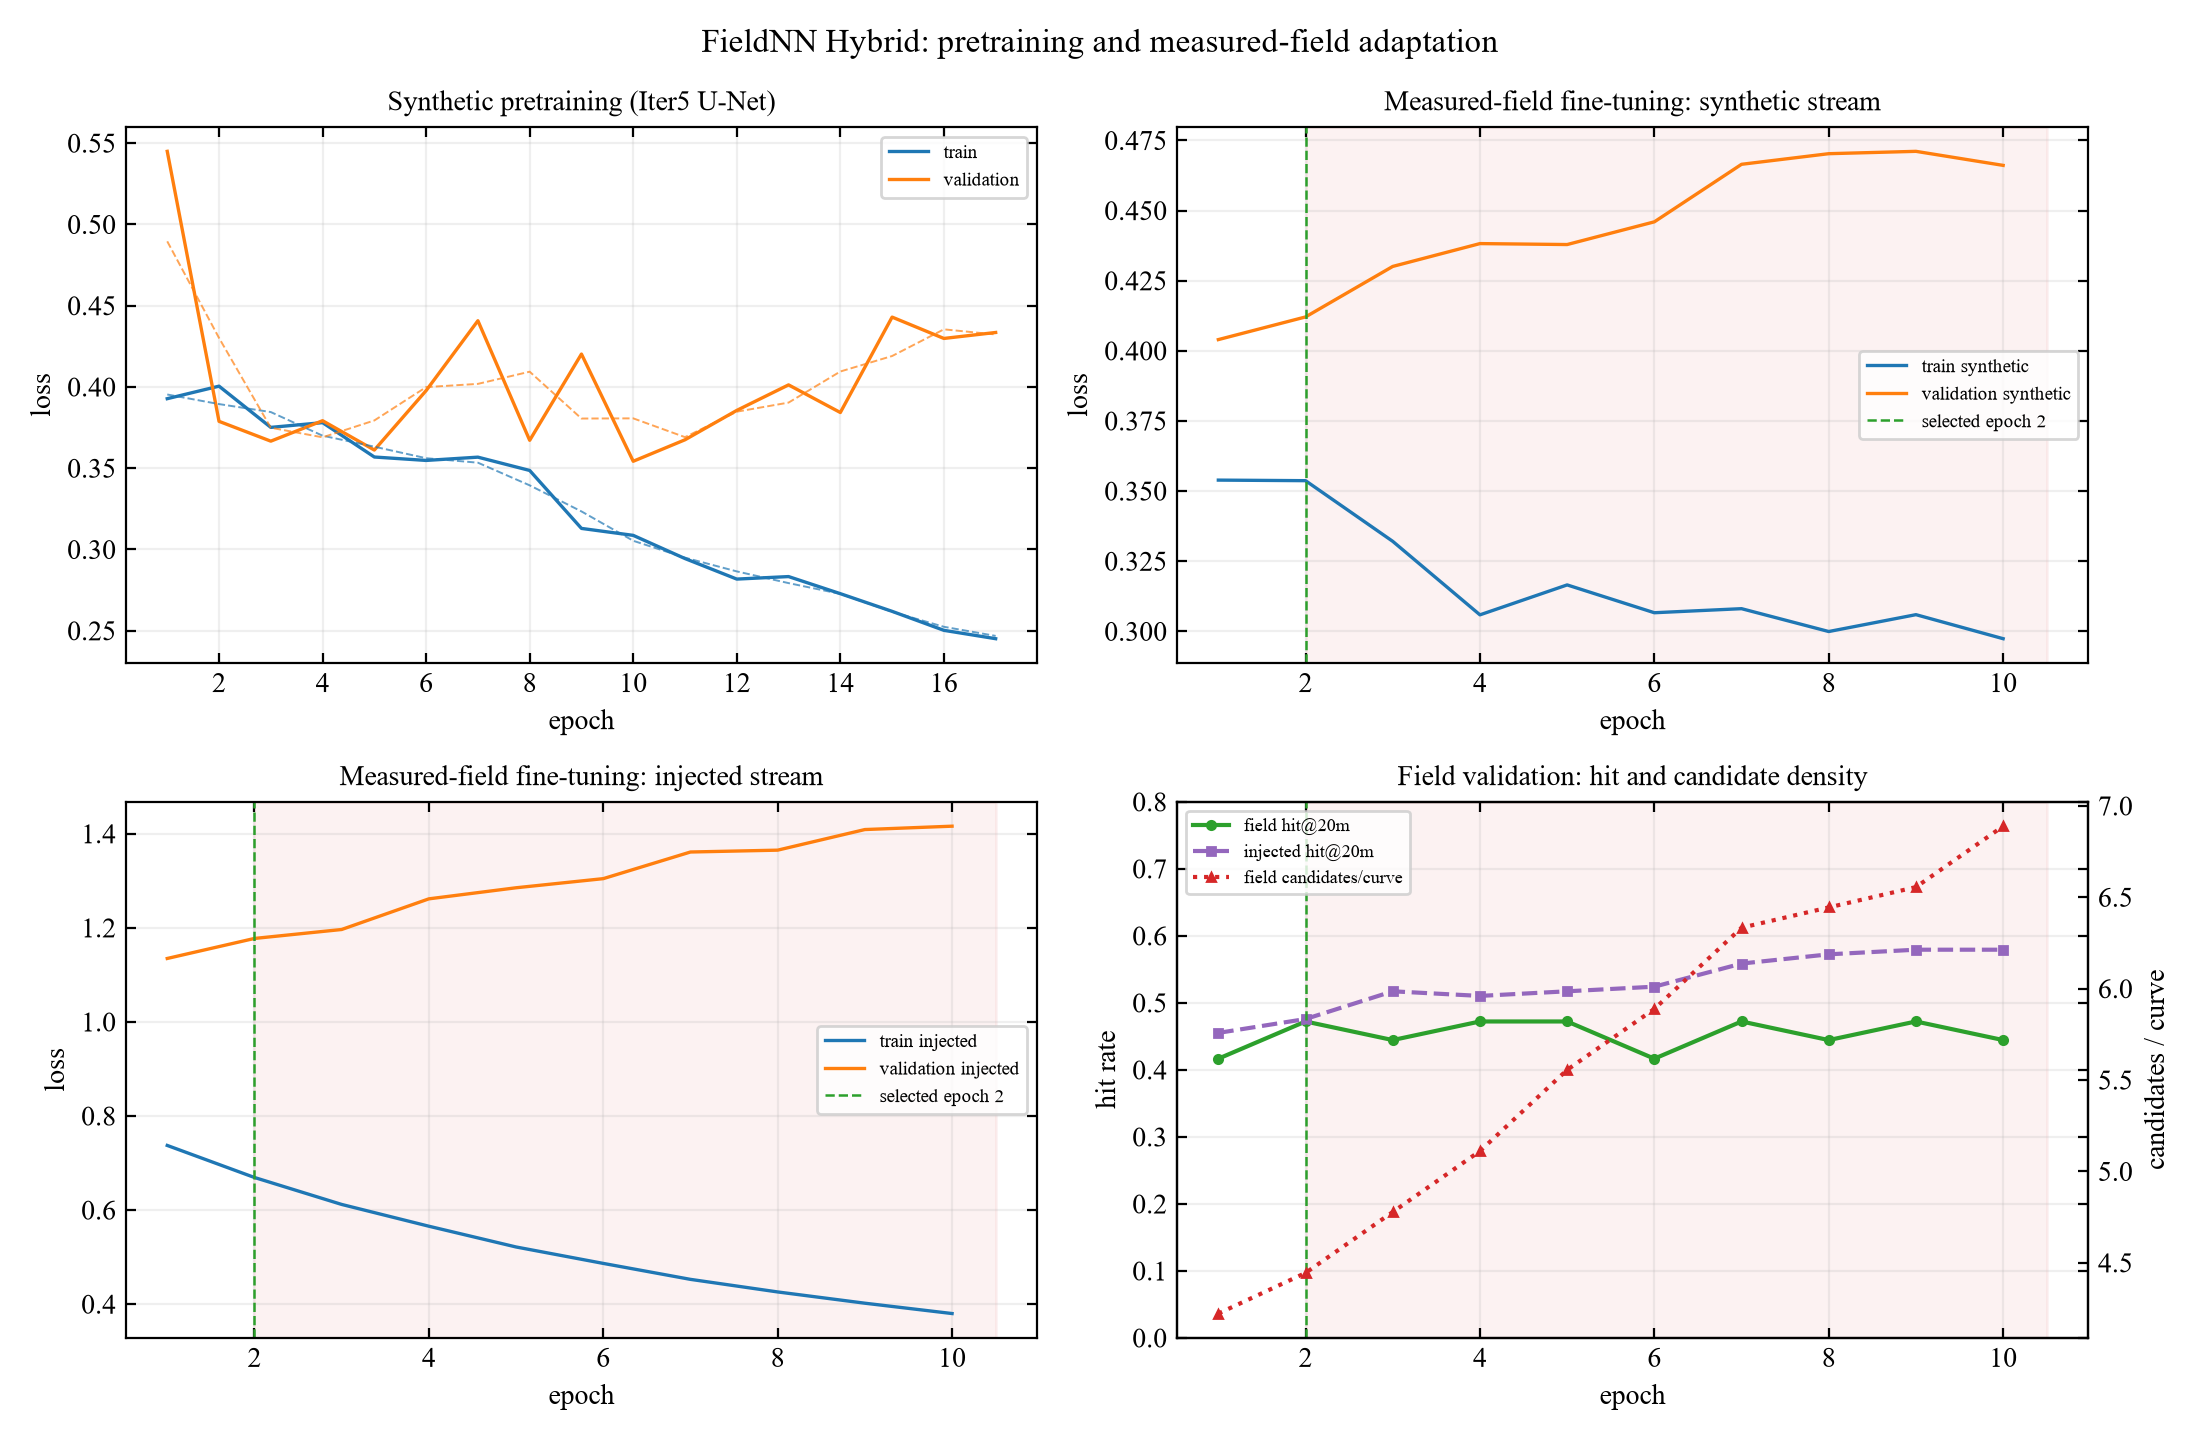 FieldNN Hybrid: pretraining and measured-field adaptation
Synthetic pretraining (Iter5 U-Net)
loss
0.55
0.50
0.45
0.40
0.35
0.30
0.25
train
validation
2 4 6 8 10 12 14 16
epoch
Measured-field fine-tuning: synthetic stream
loss
0.475
0.450
0.425
0.400
0.375
0.350
0.325
0.300
train synthetic
validation synthetic
selected epoch 2
2 4 6 8 10
epoch
Measured-field fine-tuning: injected stream
loss
1.4
1.2
1.0
0.8
0.6
0.4
train injected
validation injected
selected epoch 2
2 4 6 8 10
epoch
Field validation: hit and candidate density
hit rate
0.8
0.7
0.6
0.5
0.4
0.3
0.2
0.1
0.0
field hit@20m
injected hit@20m
field candidates/curve
7.0
6.5
6.0
5.5
5.0
4.5
candidates / curve
2 4 6 8 10
epoch